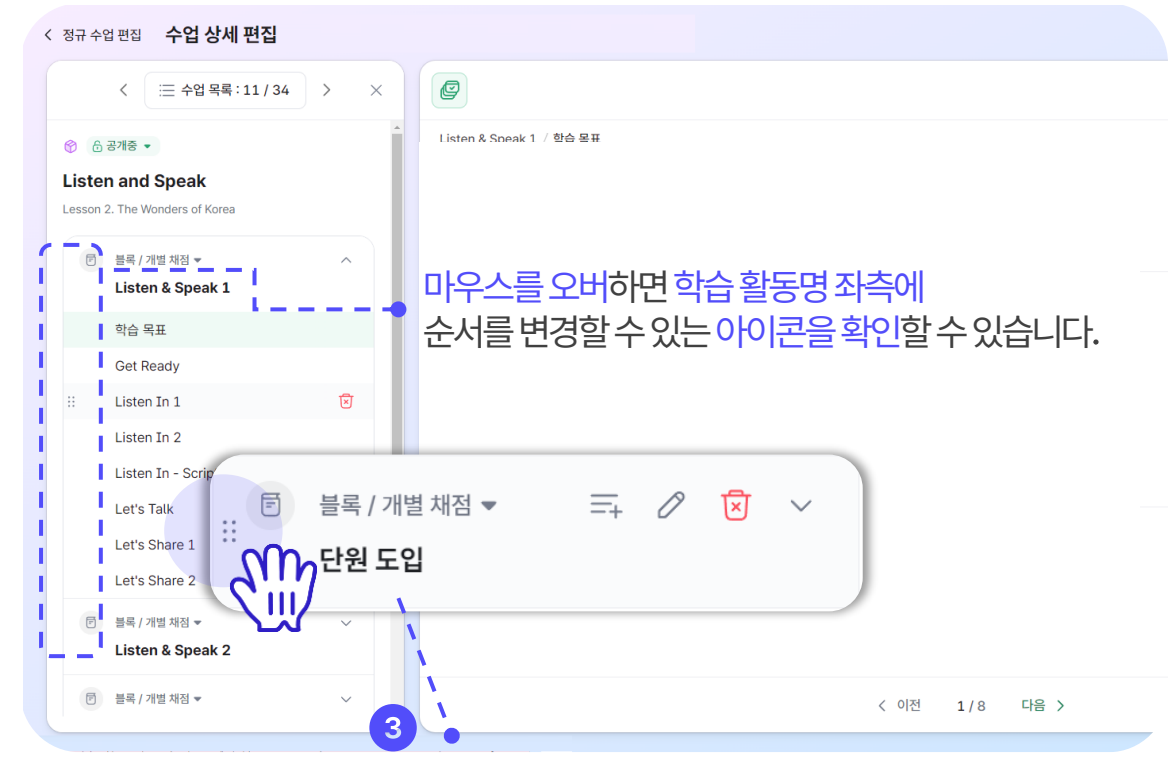 정규 수업 편집 수업 상세 편집
수업 목록 : 11 / 34
공개중
Listen and Speak
Lesson 2. The Wonders of Korea
블록 / 개별 채점
Listen & Speak 1
학습 목표
Get Ready
Listen In 1
Listen In 2
Listen In - Scrip
Let's Talk
Let's Share 1
Let's Share 2
블록 / 개별 채점
Listen & Speak 2
블록 / 개별 채점
Listen & Speak 1 / 학습 목표
마우스를 오버하면 학습 활동명 좌측에
순서를 변경할 수 있는 아이콘을 확인할 수 있습니다.
블록 / 개별 채점
단원 도입
이전 1 / 8 다음
3